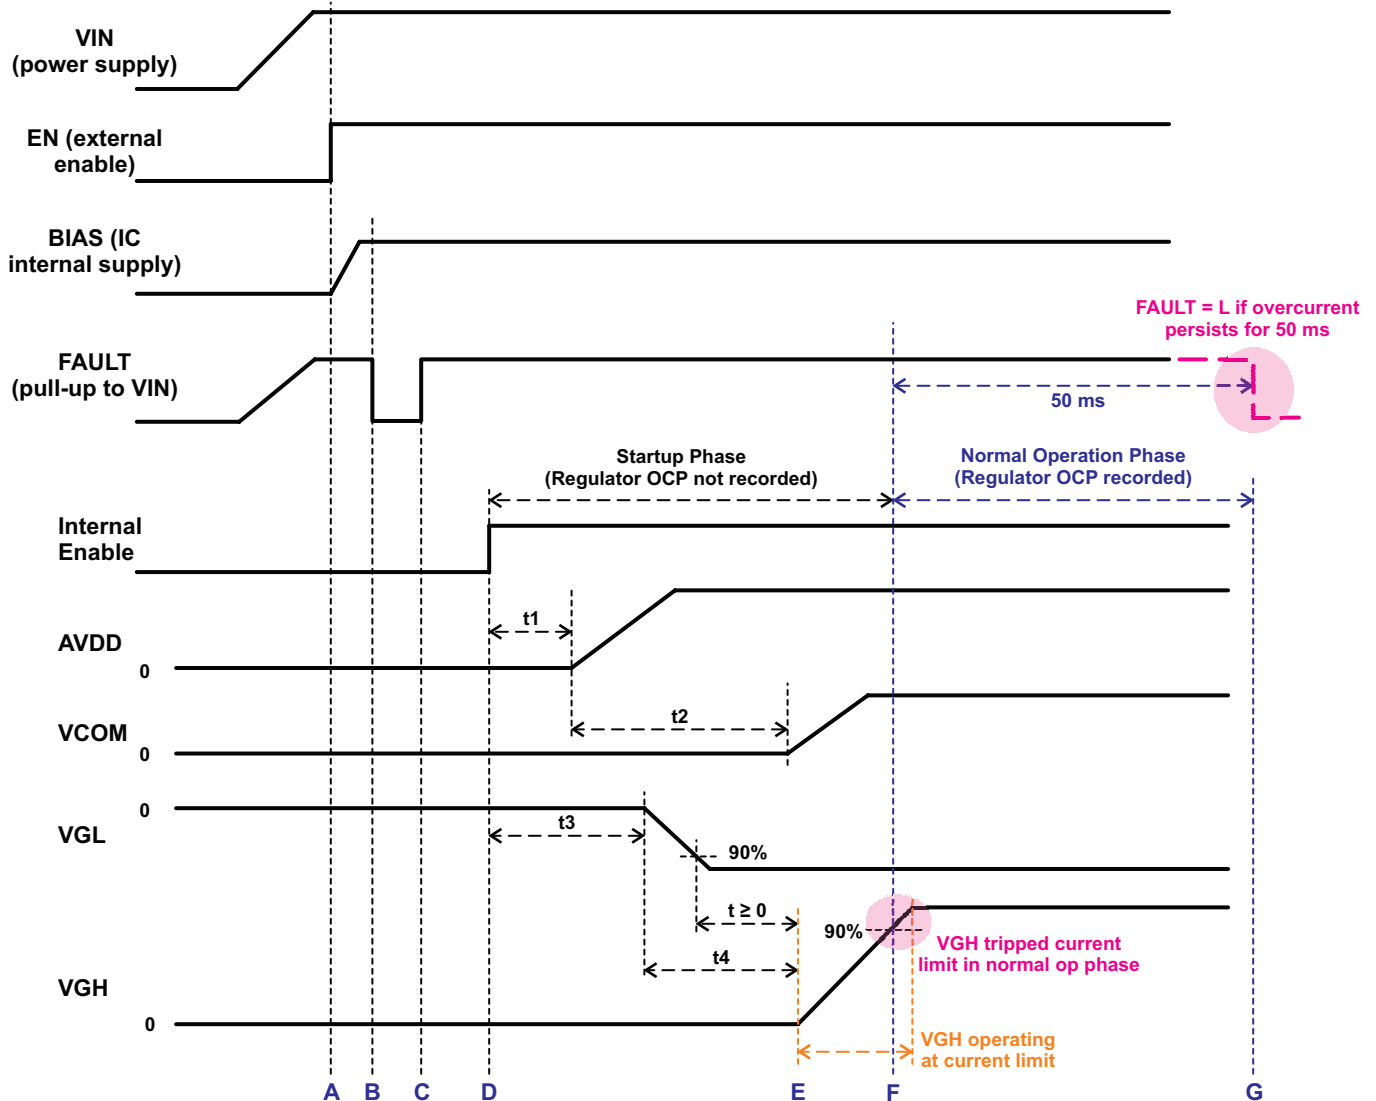 VIN
(power supply)
EN (external
enable)
BIAS (IC
internal supply)
FAULT = L if overcurrent
persists for 50 ms
FAULT
(pull-up to VIN)
50 ms
Startup Phase
(Regulator OCP not recorded)
Normal Operation Phase
(Regulator OCP recorded)
Internal
Enable
t1
AVDD
0
t2
VCOM
0
0
t3
VGL
90%
t ≥ 0
90%
VGH tripped current
limit in normal op phase
t4
VGH
0
VGH operating
at current limit
A B C D E F G